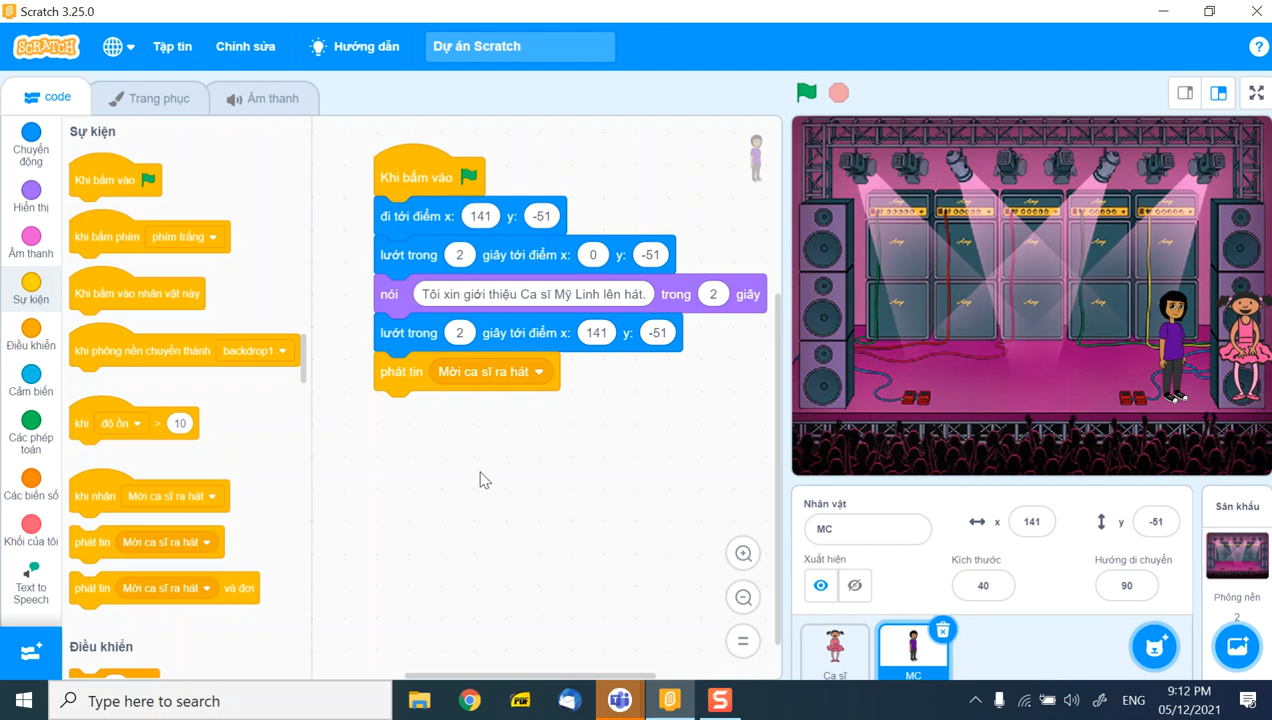 Scratch 3.25.0
SCRATCH
Tập tin
Chính sửa
Hướng dẫn
Dự án Scratch
?
code
Trang phục
Âm thanh
Chuyển động
Hiển thị
Âm thanh
Sự kiện
Điều khiển
Cảm biến
Các phép toán
Các biến số
Khối của tôi
Text to Speech
Sự kiện
Khi bấm vào
khi bấm phím phím trắng
Khi bấm vào nhân vật này
khi phông nền chuyển thành backdrop1
khi độ ồn > 10
khi nhận Mời ca sĩ ra hát
phát tin Mời ca sĩ ra hát
phát tin Mời ca sĩ ra hát và đợi
Điều khiển
Khi bấm vào
đi tới điểm x: 141 y: -51
lướt trong 2 giây tới điểm x: 0 y: -51
nói Tôi xin giới thiệu Ca sĩ Mỹ Linh lên hát. trong 2 giây
lướt trong 2 giây tới điểm x: 141 y: -51
phát tin Mời ca sĩ ra hát
Nhân vật
MC
x 141
y -51
Xuất hiện
Kích thước
40
Hướng di chuyển
90
Ca sĩ
MC
Sân khấu
Phông nền
2
Type here to search
PDF
ENG
9:12 PM
05/12/2021